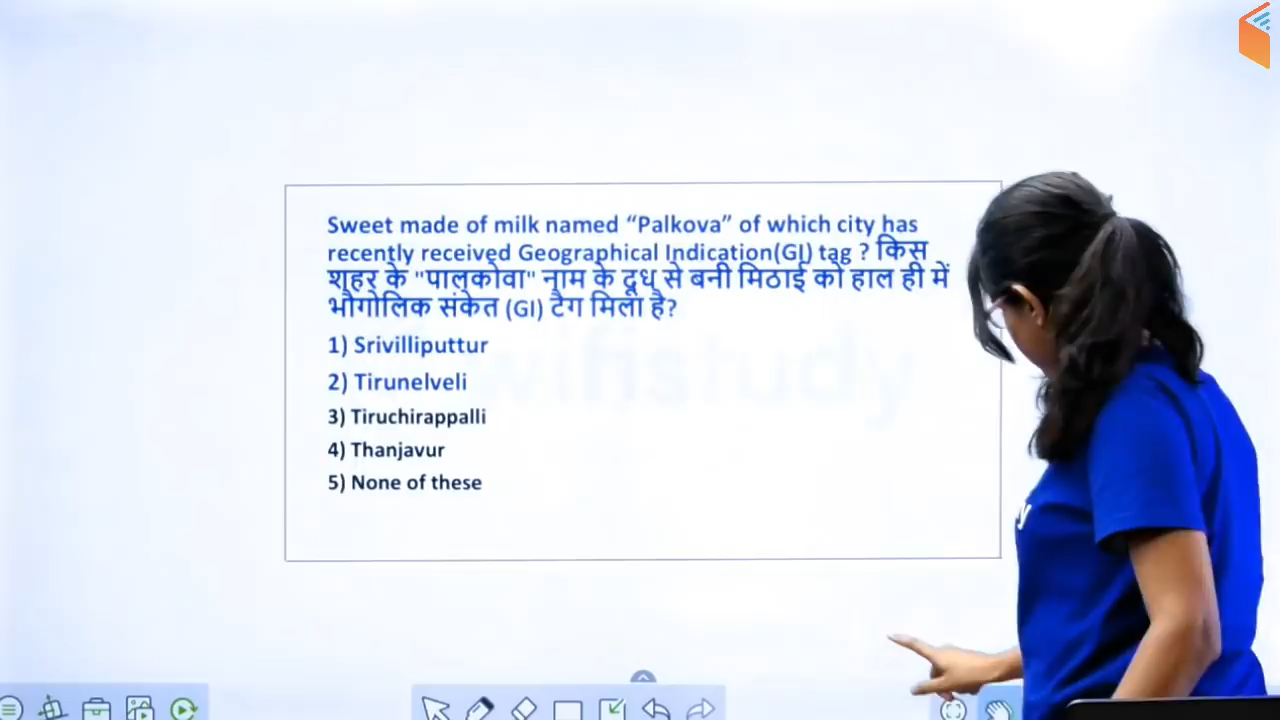 Sweet made of milk named “Palkova” of which city has
recently received Geographical Indication(GI) tag ? किस
शहर के "पालकोवा" नाम के दूध से बनी मिठाई को हाल ही में
भौगोलिक संकेत (GI) टैग मिला है?
1) Srivilliputtur
2) Tirunelveli
3) Tiruchirappalli
4) Thanjavur
5) None of these
wifistudy
y